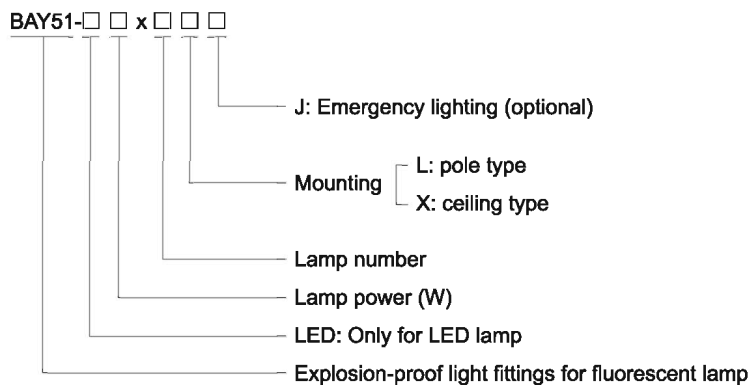 BAY51-□ □ x □ □ □
J: Emergency lighting (optional)
L: pole type
Mounting
X: ceiling type
Lamp number
Lamp power (W)
LED: Only for LED lamp
Explosion-proof light fittings for fluorescent lamp